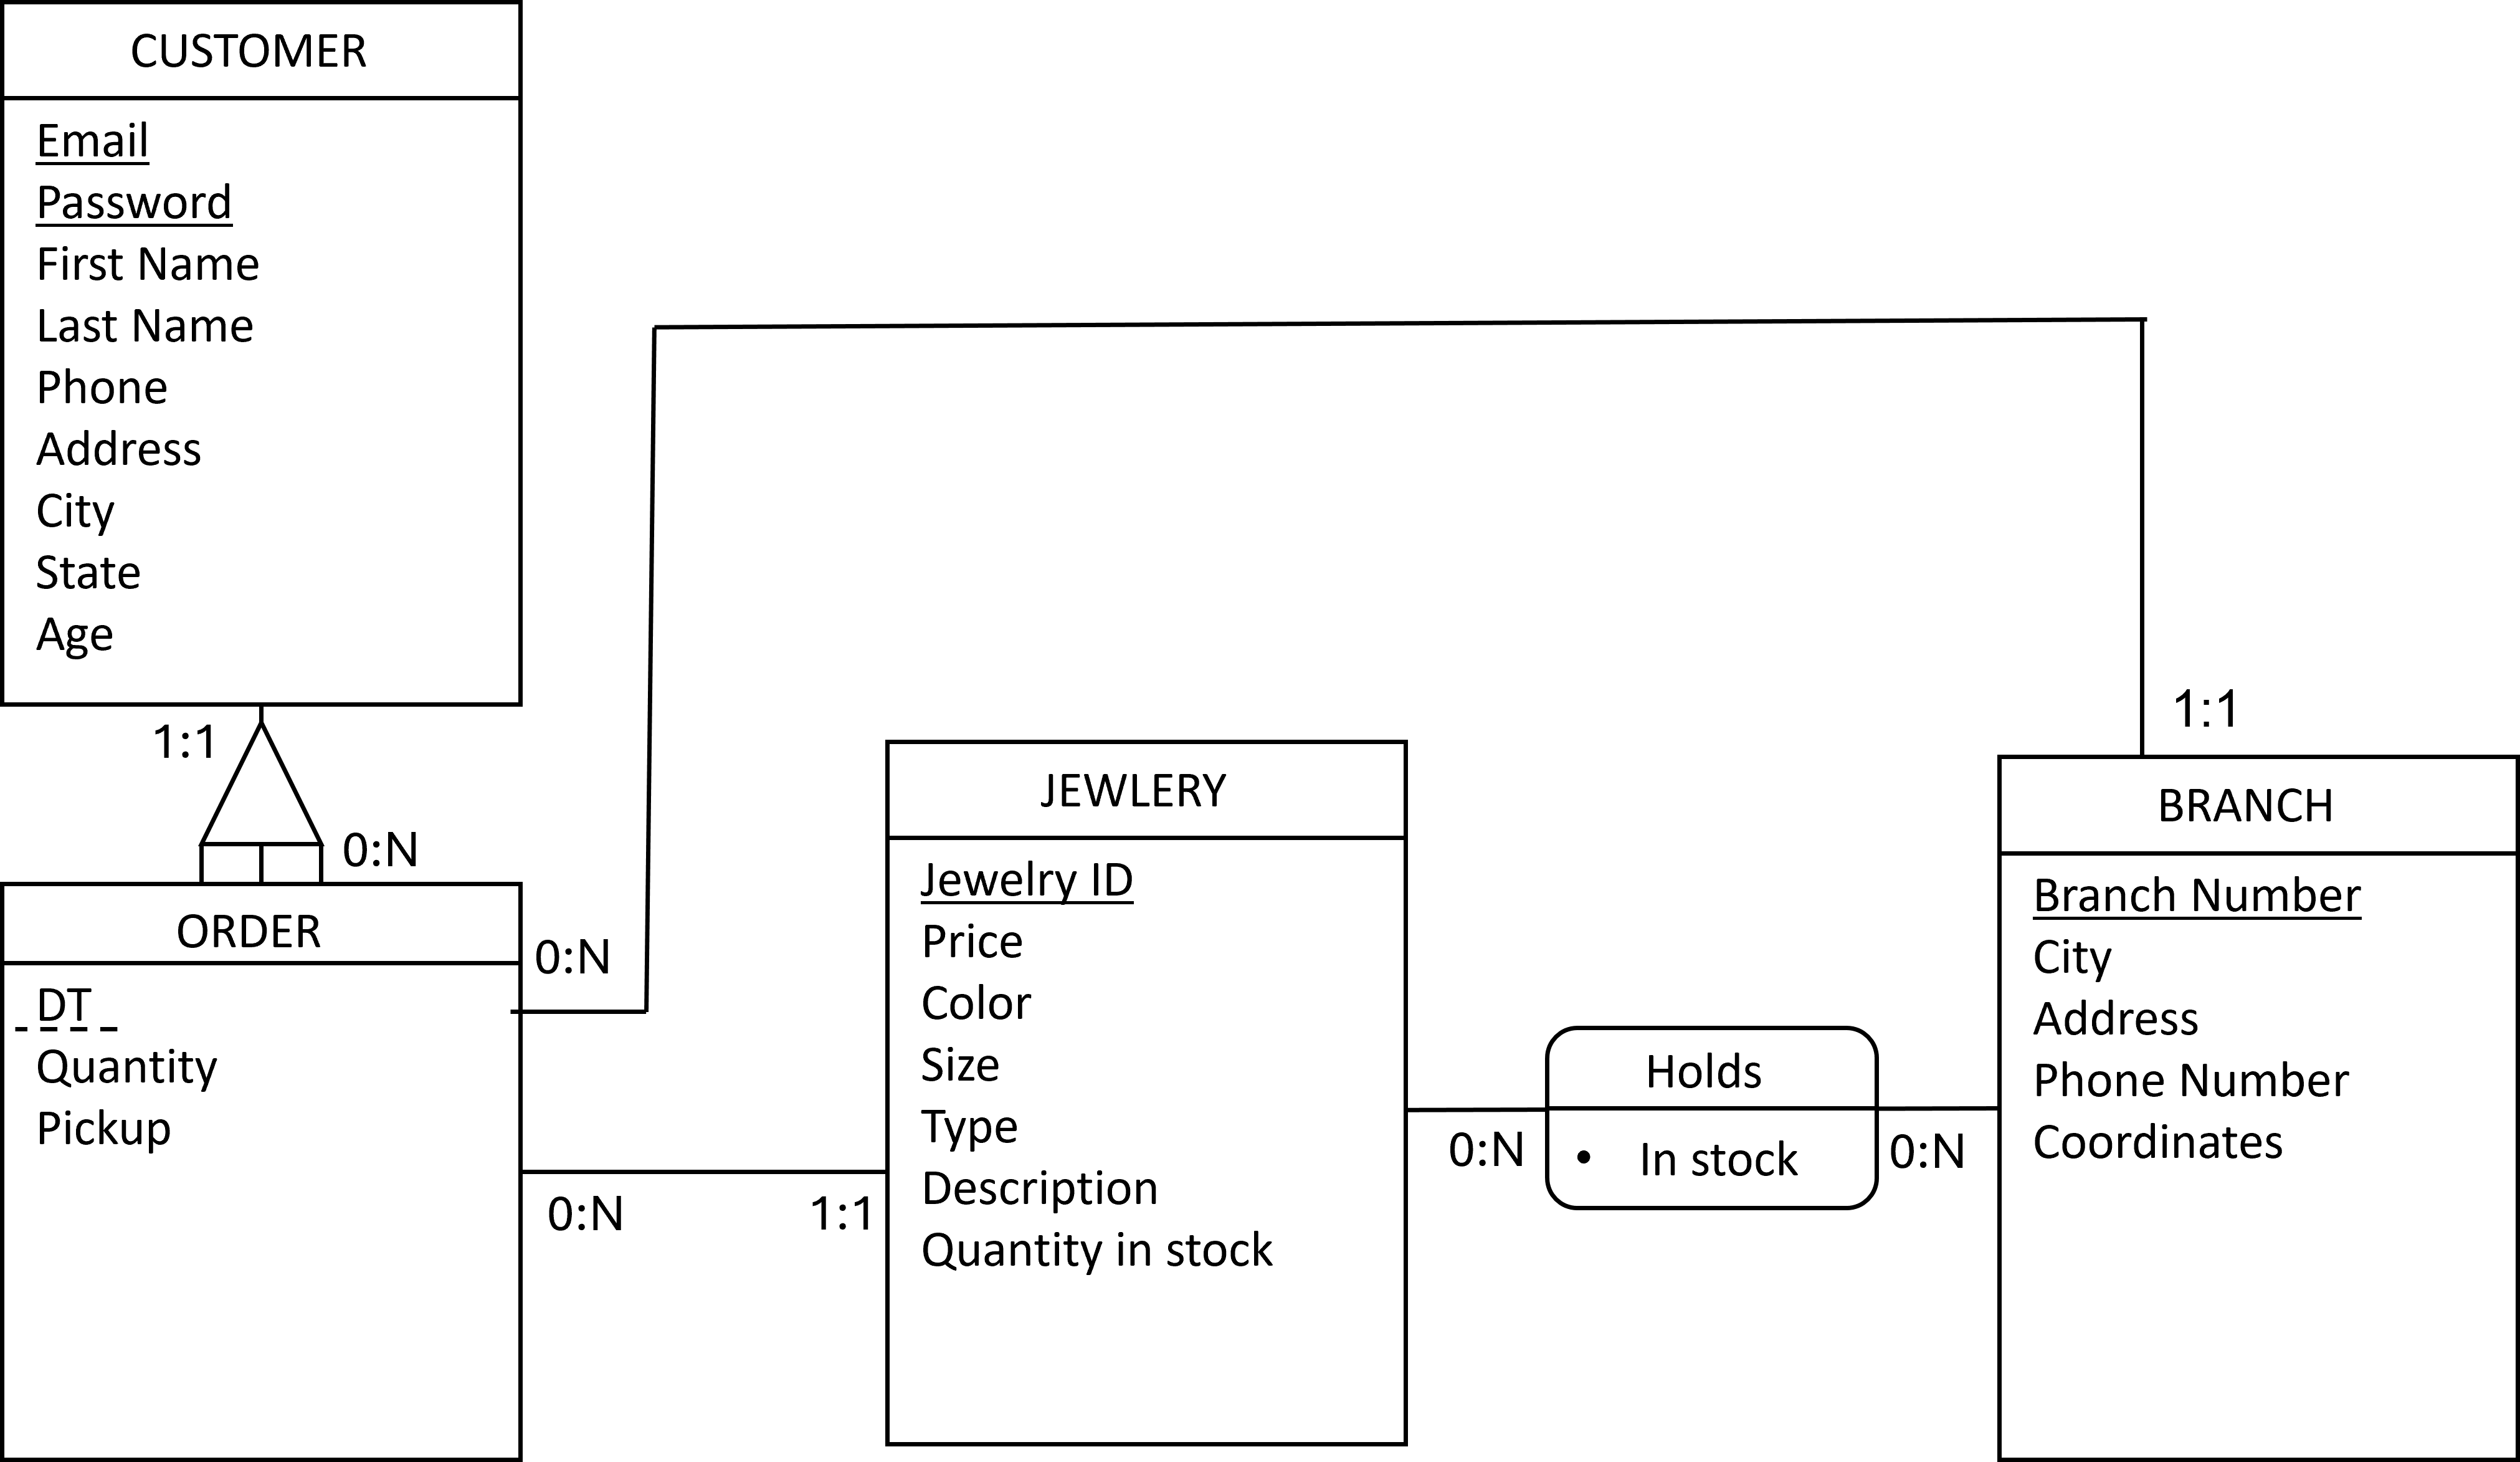 CUSTOMER
Email
Password
First Name
Last Name
Phone
Address
City
State
Age
1:1
0:N
ORDER
DT
Quantity
Pickup
0:N
0:N
1:1
JEWLERY
Jewelry ID
Price
Color
Size
Type
Description
Quantity in stock
0:N
Holds
• In stock
0:N
1:1
BRANCH
Branch Number
City
Address
Phone Number
Coordinates